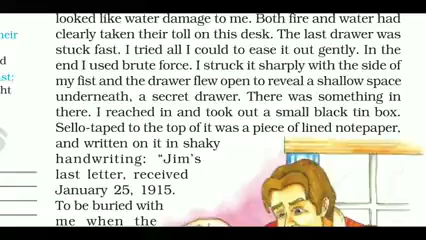 looked like water damage to me. Both fire and water had
clearly taken their toll on this desk. The last drawer was
stuck fast. I tried all I could to ease it out gently. In the
end I used brute force. I struck it sharply with the side of
my fist and the drawer flew open to reveal a shallow space
underneath, a secret drawer. There was something in
there. I reached in and took out a small black tin box.
Sello-taped to the top of it was a piece of lined notepaper,
and written on it in shaky
handwriting: “Jim’s
last letter, received
January 25, 1915.
To be buried with
me when the